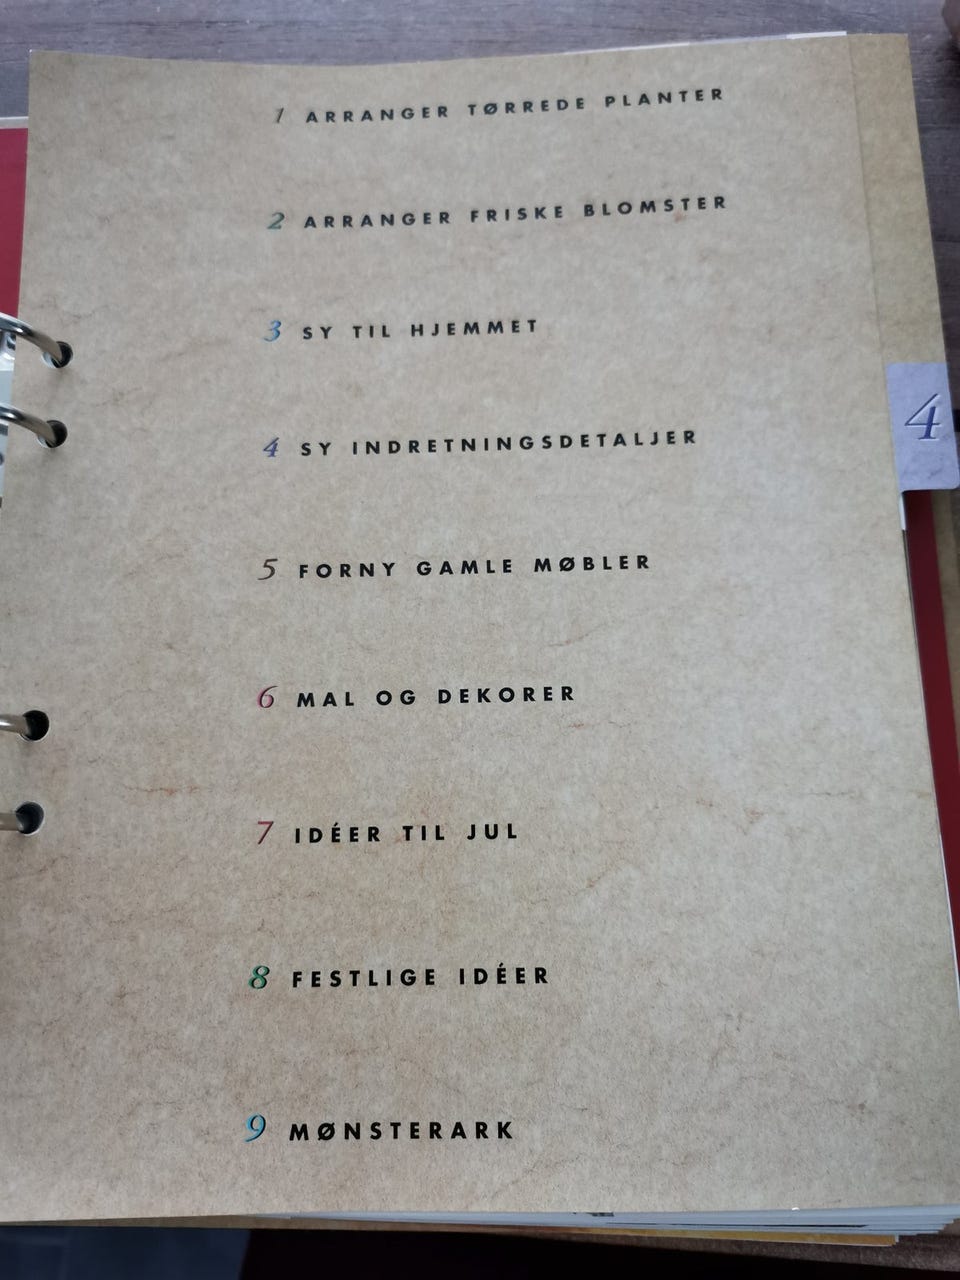 1 ARRANGER TØRREDE PLANTER
2 ARRANGER FRISKE BLOMSTER
3 SY TIL HJEMMET
4 SY INDRETNINGSDETALJER
4
5 FORNY GAMLE MØBLER
6 MAL OG DEKORER
7 IDÉER TIL JUL
8 FESTLIGE IDÉER
9 MØNSTERARK